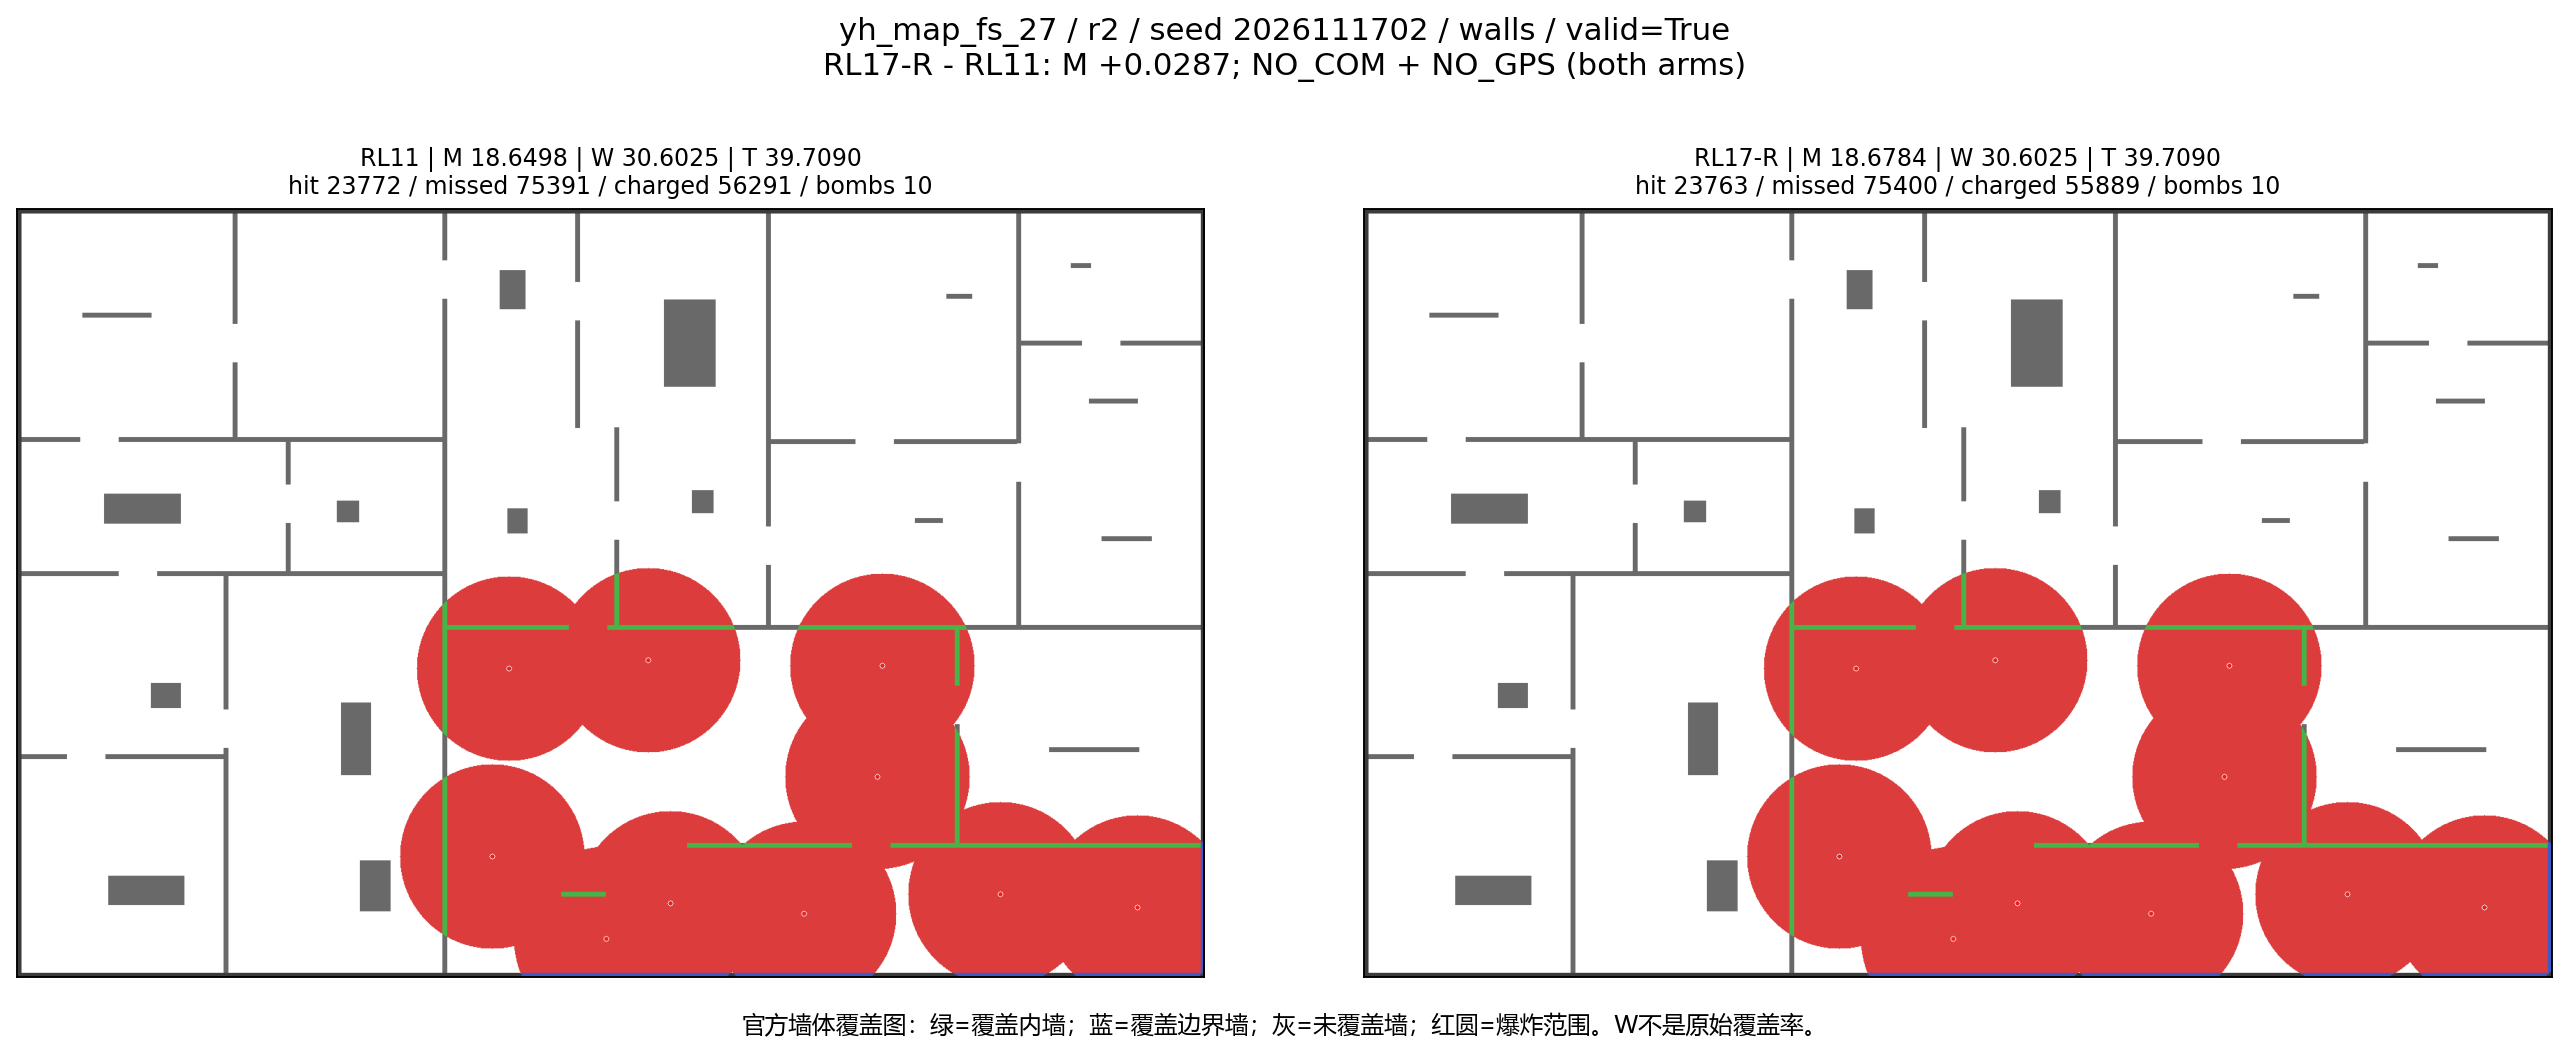 yh_map_fs_27 / r2 / seed 2026111702 / walls / valid=True
RL17-R - RL11: M +0.0287; NO_COM + NO_GPS (both arms)
RL11 | M 18.6498 | W 30.6025 | T 39.7090
hit 23772 / missed 75391 / charged 56291 / bombs 10
RL17-R | M 18.6784 | W 30.6025 | T 39.7090
hit 23763 / missed 75400 / charged 55889 / bombs 10
官方墙体覆盖图：绿=覆盖内墙；蓝=覆盖边界墙；灰=未覆盖墙；红圆=爆炸范围。W不是原始覆盖率。